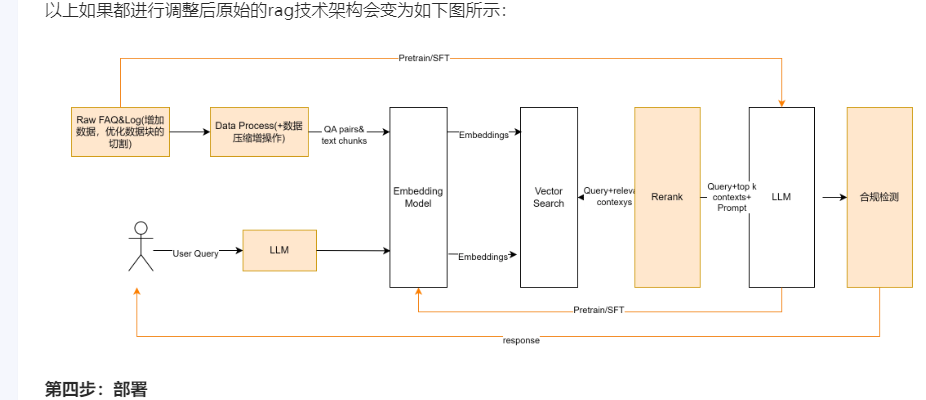 以上如果都进行调整后原始的rag技术架构会变为如下图所示：
Pretrain/SFT
Raw FAQ&Log(增加
数据，优化数据块的
切割)
Data Process(+数据
压缩增操作)
QA pairs&
text chunks
Embedding
Model
Embeddings
Vector
Search
Query+releva
contexys
Rerank
Query+top k
contexts+
Prompt
LLM
合规检测
User Query
LLM
Embeddings
Pretrain/SFT
response
第四步：部署